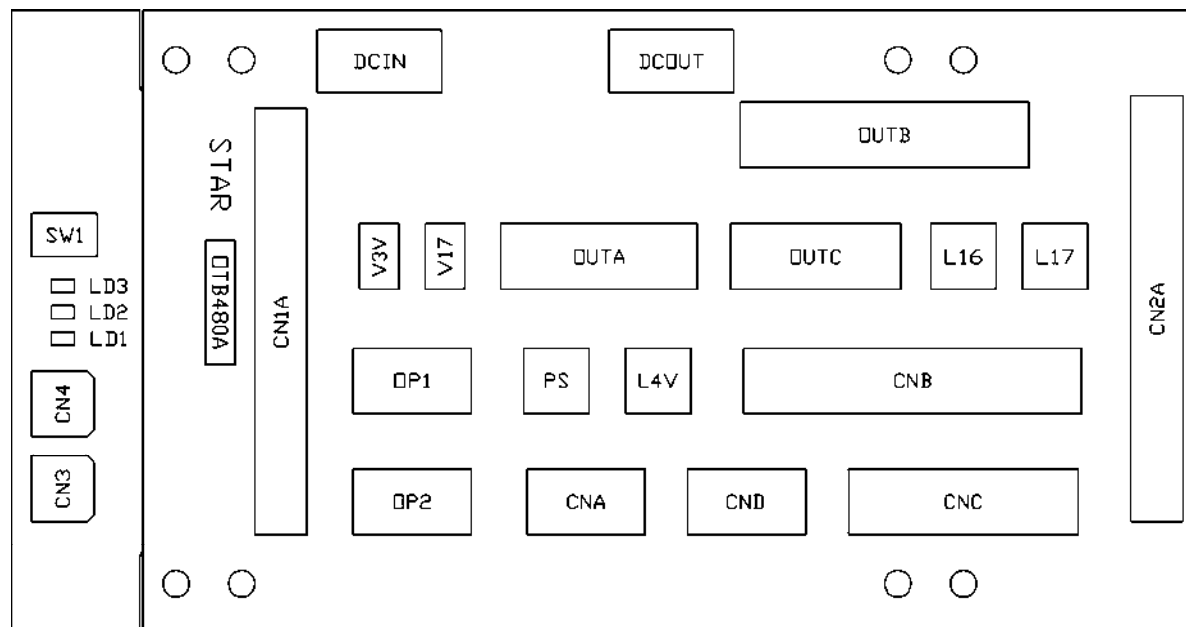 DCIN
DCOUT
OUTB
STAR
SW1
V3V
V17
OUTA
OUTC
L16
L17
LD3
LD2
LD1
OTB480A
CN1A
CN2A
OP1
PS
L4V
CNB
CN4
CN3
OP2
CNA
CND
CNC